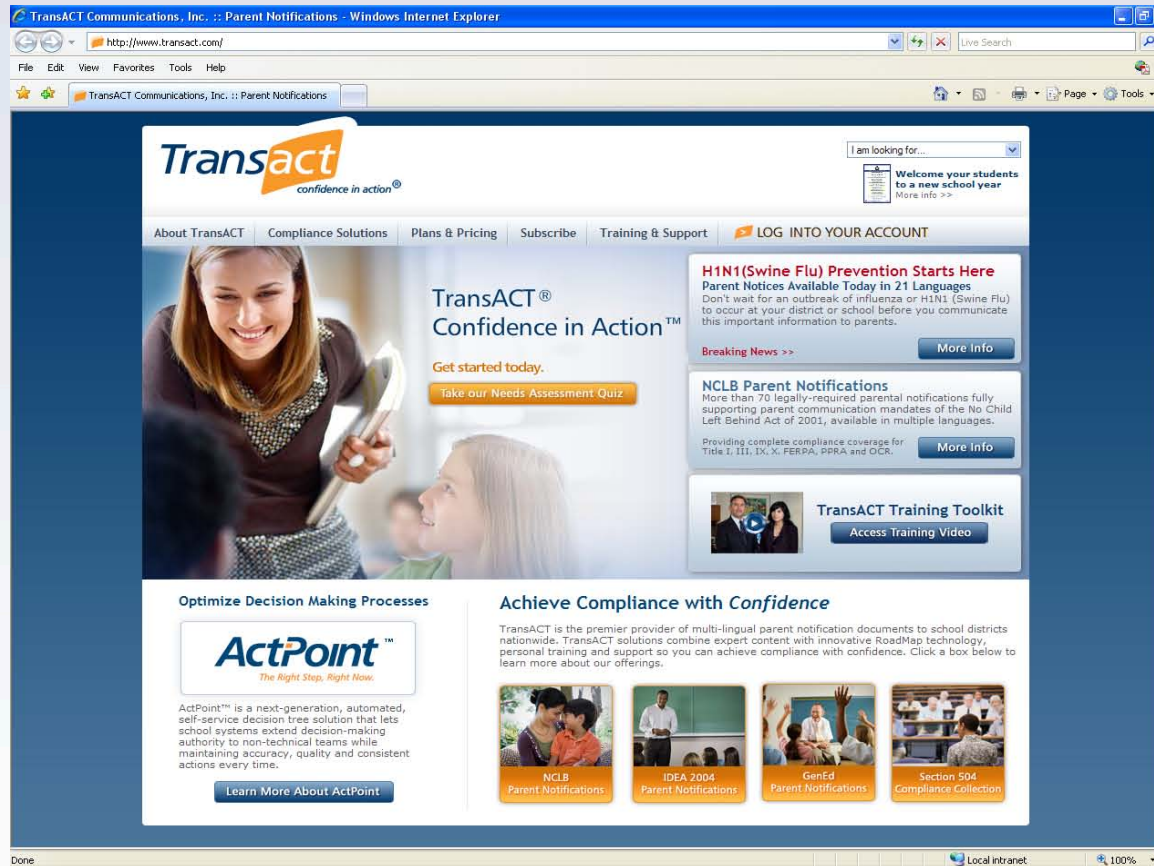 TransACT Communications, Inc. :: Parent Notifications - Windows Internet Explorer
http://www.transact.com/
Live Search
File Edit View Favorites Tools Help
TransACT Communications, Inc. :: Parent Notifications
Page Tools
Transact
confidence in action®
I am looking for...
Welcome your students
to a new school year
More info >>
About TransACT Compliance Solutions Plans & Pricing Subscribe Training & Support LOG INTO YOUR ACCOUNT
TransACT®
Confidence in Action™
Get started today.
Take our Needs Assessment Quiz
H1N1(Swine Flu) Prevention Starts Here
Parent Notices Available Today in 21 Languages
Don't wait for an outbreak of influenza or H1N1 (Swine Flu)
to occur at your district or school before you communicate
this important information to parents.
Breaking News >>
More Info
NCLB Parent Notifications
More than 70 legally-required parental notifications fully
supporting parent communication mandates of the No Child
Left Behind Act of 2001, available in multiple languages.
Providing complete compliance coverage for
Title I, III, IX, X, FERPA, PPRA and OCR.
More Info
TransACT Training Toolkit
Access Training Video
Optimize Decision Making Processes
ActPoint™
The Right Step, Right Now.
ActPoint™ is a next-generation, automated,
self-service decision tree solution that lets
school systems extend decision-making
authority to non-technical teams while
maintaining accuracy, quality and consistent
actions every time.
Learn More About ActPoint
Achieve Compliance with Confidence
TransACT is the premier provider of multi-lingual parent notification documents to school districts
nationwide. TransACT solutions combine expert content with innovative RoadMap technology,
personal training and support so you can achieve compliance with confidence. Click a box below to
learn more about our offerings.
NCLB
Parent Notifications
IDEA 2004
Parent Notifications
GenEd
Parent Notifications
Section 504
Compliance Collection
Done
Local intranet
100%